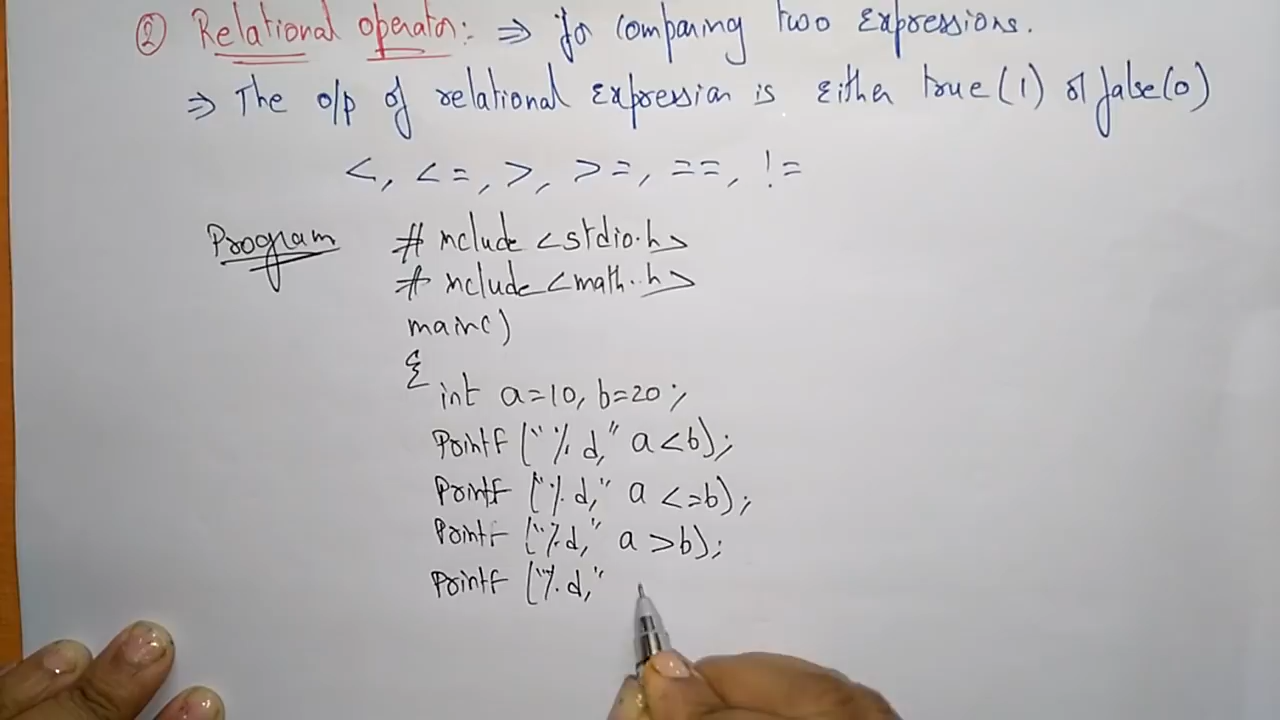 ② Relational operator: ⇒ for comparing two expressions.
⇒ The o/p of relational expression is either true(1) or false(0)
<, <=, >, >=, ==, !=
Program # include <stdio.h>
# include <math.h>
main()
{
int a=10, b=20;
Printf ("%d," a<b);
Printf ("%d," a <=b);
Printf ("%d," a >b);
Printf ("%d,"